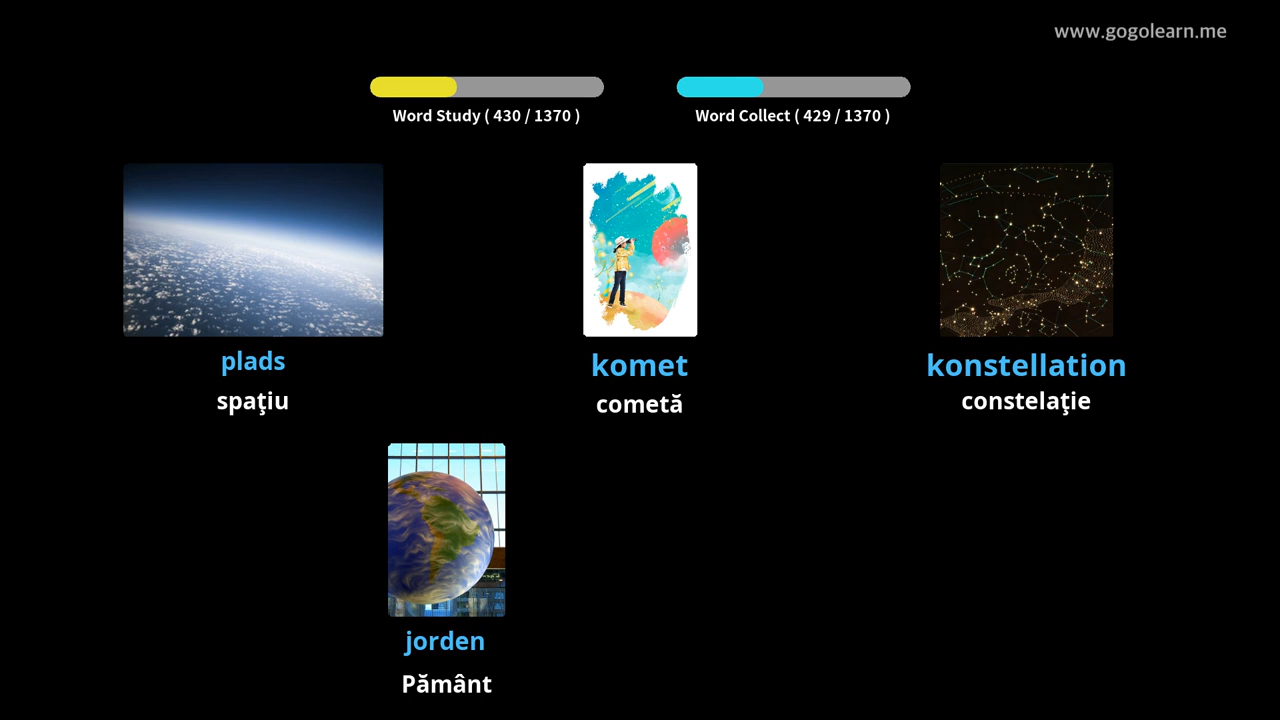 www.gogolearn.me
Word Study ( 430 / 1370 )
Word Collect ( 429 / 1370 )
plads
spaţiu
komet
cometă
konstellation
constelaţie
jorden
Pământ